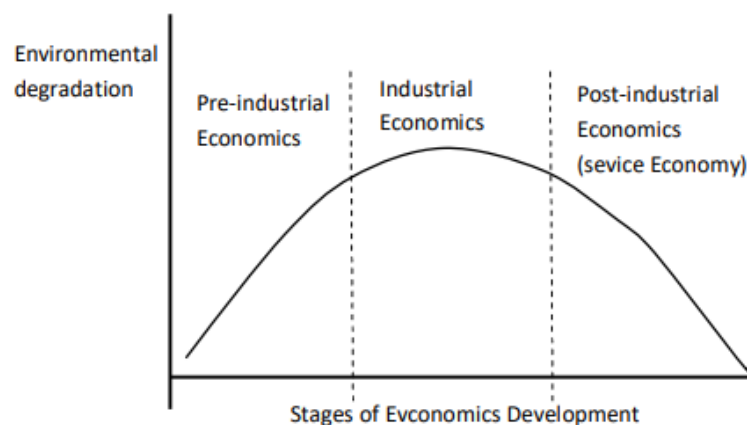 Environmental
degradation
Pre-industrial
Economics
Industrial
Economics
Post-industrial
Economics
(sevice Economy)
Stages of Evconomics Development